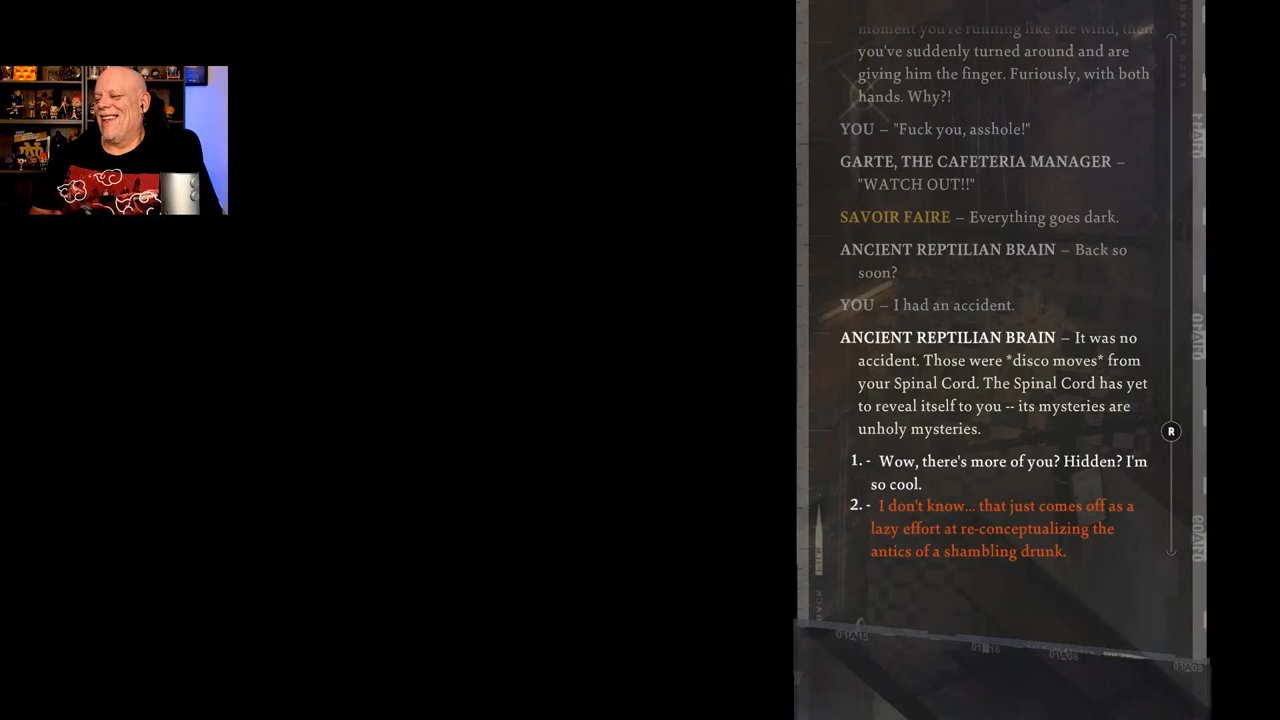 moment you're running like the wind, then
you've suddenly turned around and are
giving him the finger. Furiously, with both
hands. Why?!
YOU – "Fuck you, asshole!"
GARTE, THE CAFETERIA MANAGER –
"WATCH OUT!!"
SAVOIR FAIRE – Everything goes dark.
ANCIENT REPTILIAN BRAIN – Back so
soon?
YOU – I had an accident.
ANCIENT REPTILIAN BRAIN – It was no
accident. Those were *disco moves* from
your Spinal Cord. The Spinal Cord has yet
to reveal itself to you -- its mysteries are
unholy mysteries.
R
1. - Wow, there's more of you? Hidden? I'm
so cool.
2. - I don't know... that just comes off as a
lazy effort at re-conceptualizing the
antics of a shambling drunk.
01A15